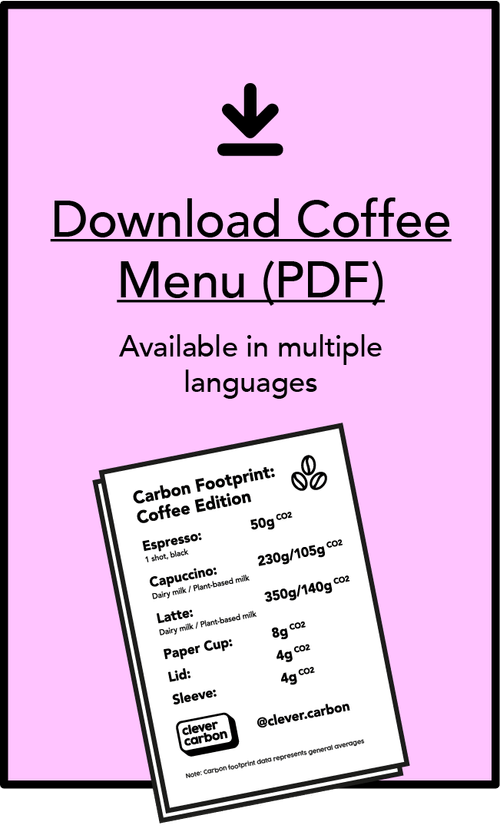 Download Coffee
Menu (PDF)
Available in multiple
languages
Carbon Footprint:
Coffee Edition
Espresso: 50g CO2
1 shot, black
Capuccino: 230g/105g CO2
Dairy milk / Plant-based milk
Latte: 350g/140g CO2
Dairy milk / Plant-based milk
Paper Cup: 8g CO2
Lid: 4g CO2
Sleeve: 4g CO2
clever
carbon
@clever.carbon
Note: Carbon footprint data represents general averages